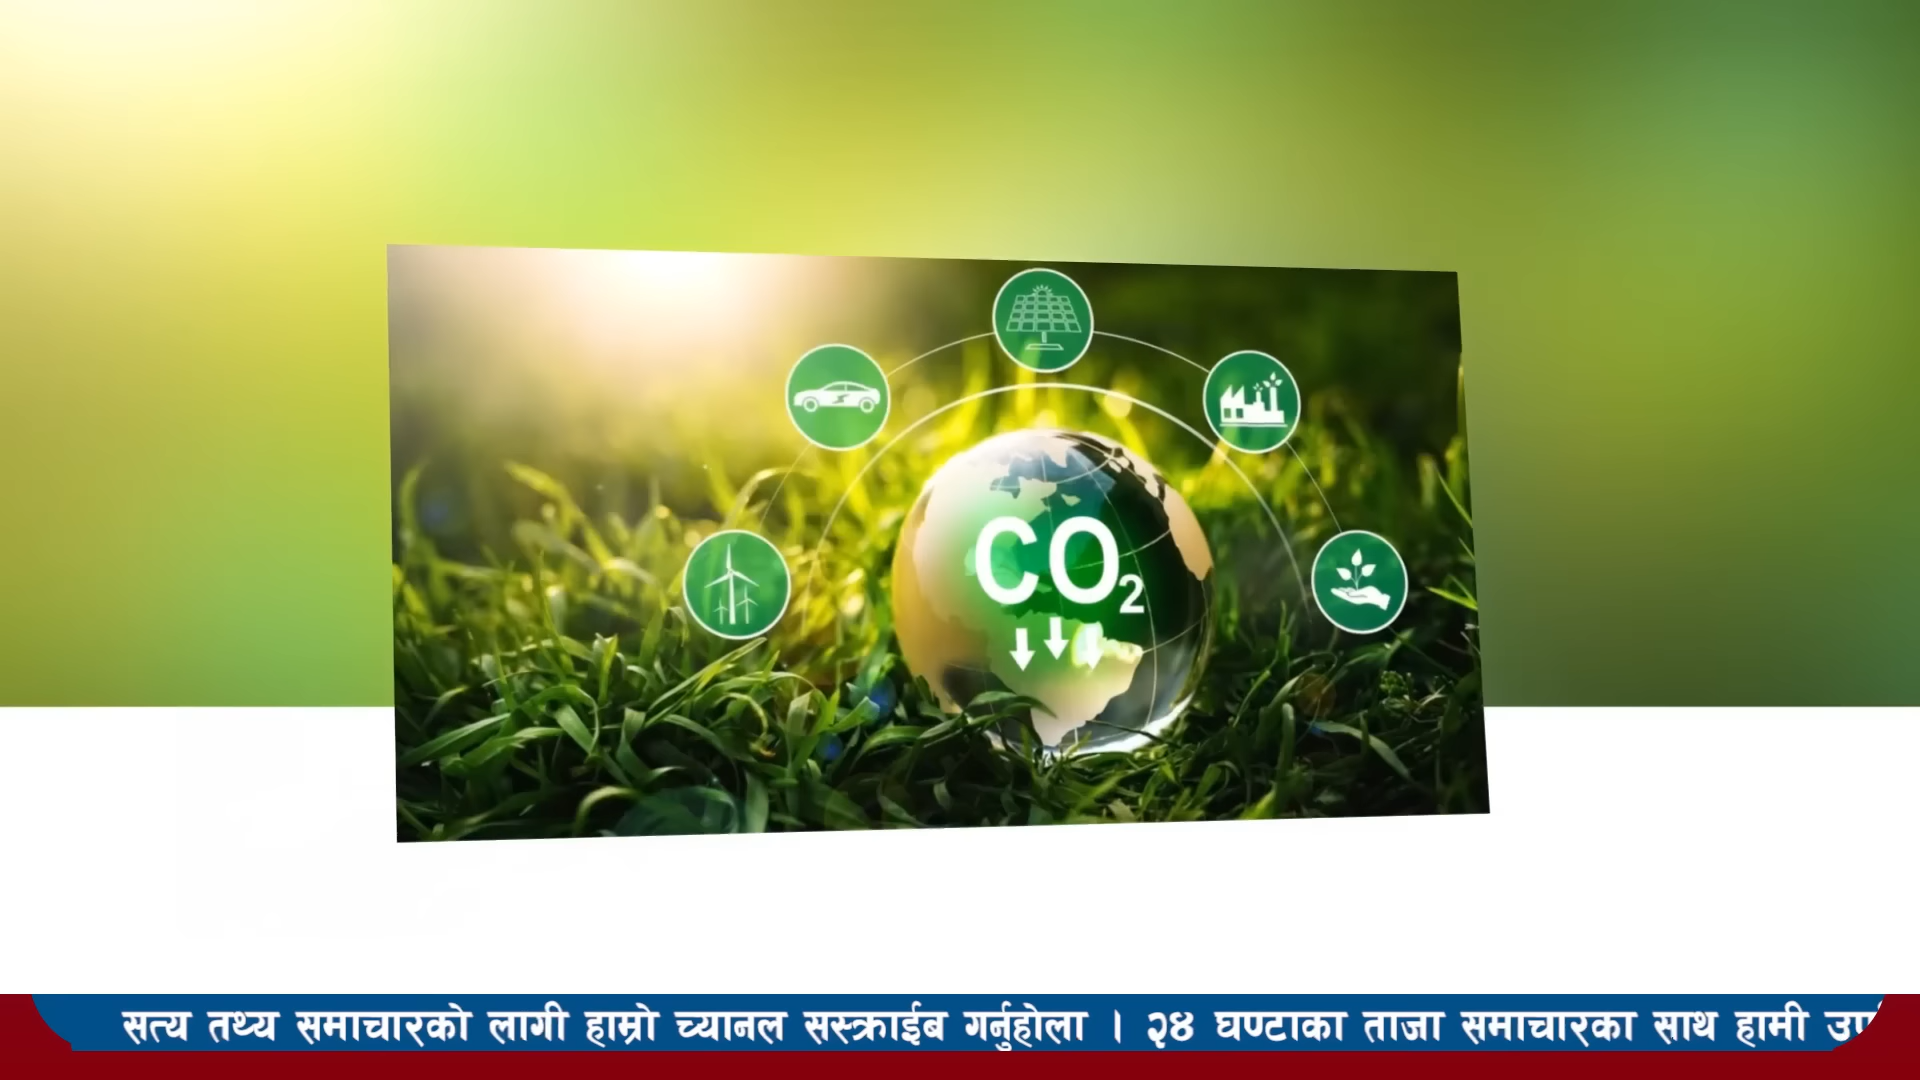 CO₂
सत्य तथ्य समाचारको लागी हाम्रो च्यानल सस्क्राईब गर्नुहोला । २४ घण्टाका ताजा समाचारका साथ हामी